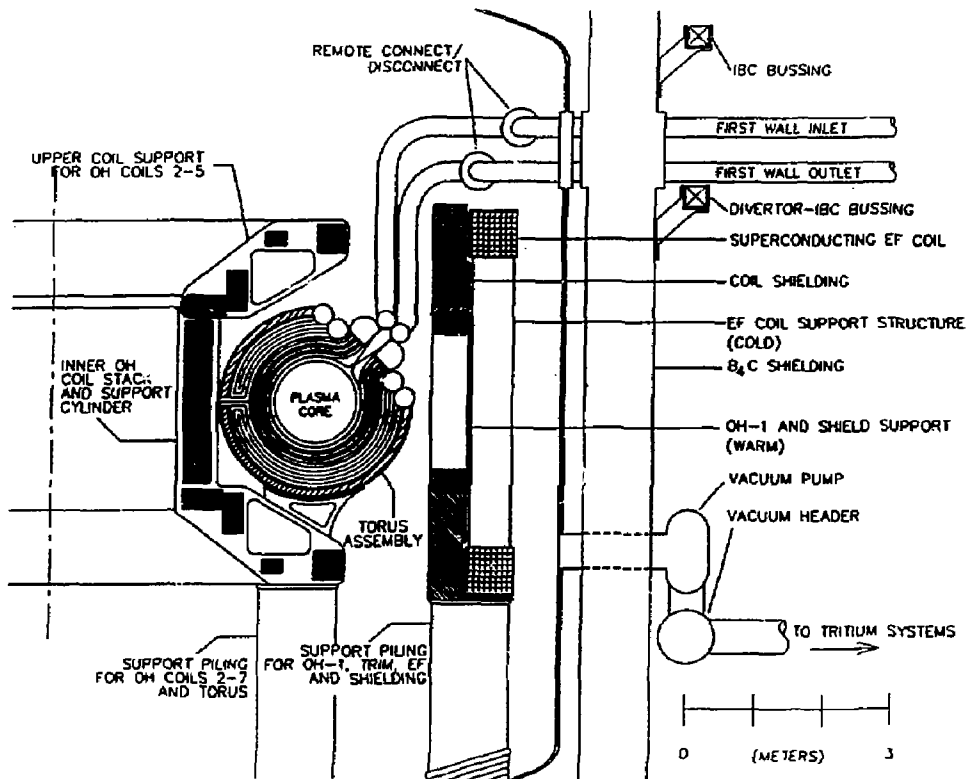 REMOTE CONNECT/
DISCONNECT
IBC BUSSING
FIRST WALL INLET
FIRST WALL OUTLET
UPPER COIL SUPPORT
FOR OH COILS 2-5
DIVERTOR-IBC BUSSING
SUPERCONDUCTING EF COIL
COIL SHIELDING
EF COIL SUPPORT STRUCTURE
(COLD)
B4C SHIELDING
INNER OH
COIL STACK
AND SUPPORT
CYLINDER
PLASMA
CORE
OH-1 AND SHIELD SUPPORT
(WARM)
VACUUM PUMP
VACUUM HEADER
TORUS
ASSEMBLY
TO TRITIUM SYSTEMS
SUPPORT PILING
FOR OH COILS 2-7
AND TORUS
SUPPORT PILING
FOR OH-1, TRIM, EF
AND SHIELDING
0 (METERS) 3